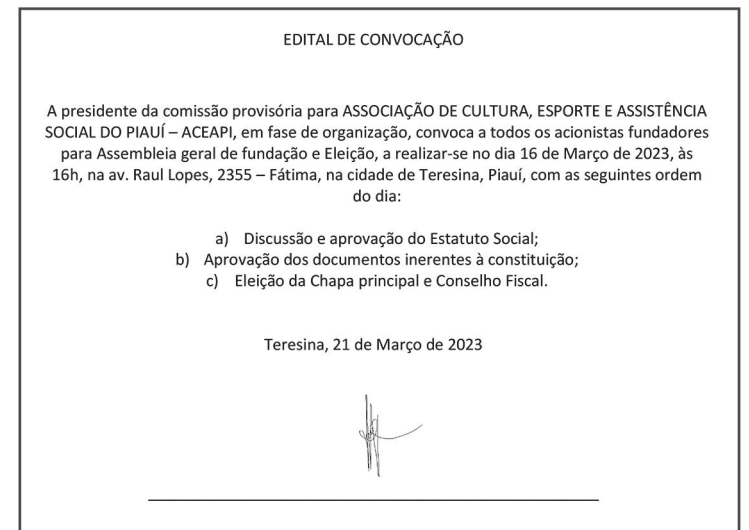 EDITAL DE CONVOCAÇÃO
A presidente da comissão provisória para ASSOCIAÇÃO DE CULTURA, ESPORTE E ASSISTÊNCIA
SOCIAL DO PIAUÍ – ACEAPI, em fase de organização, convoca a todos os acionistas fundadores
para Assembleia geral de fundação e Eleição, a realizar-se no dia 16 de Março de 2023, às
16h, na av. Raul Lopes, 2355 – Fátima, na cidade de Teresina, Piauí, com as seguintes ordem
do dia:
a) Discussão e aprovação do Estatuto Social;
b) Aprovação dos documentos inerentes à constituição;
c) Eleição da Chapa principal e Conselho Fiscal.
Teresina, 21 de Março de 2023